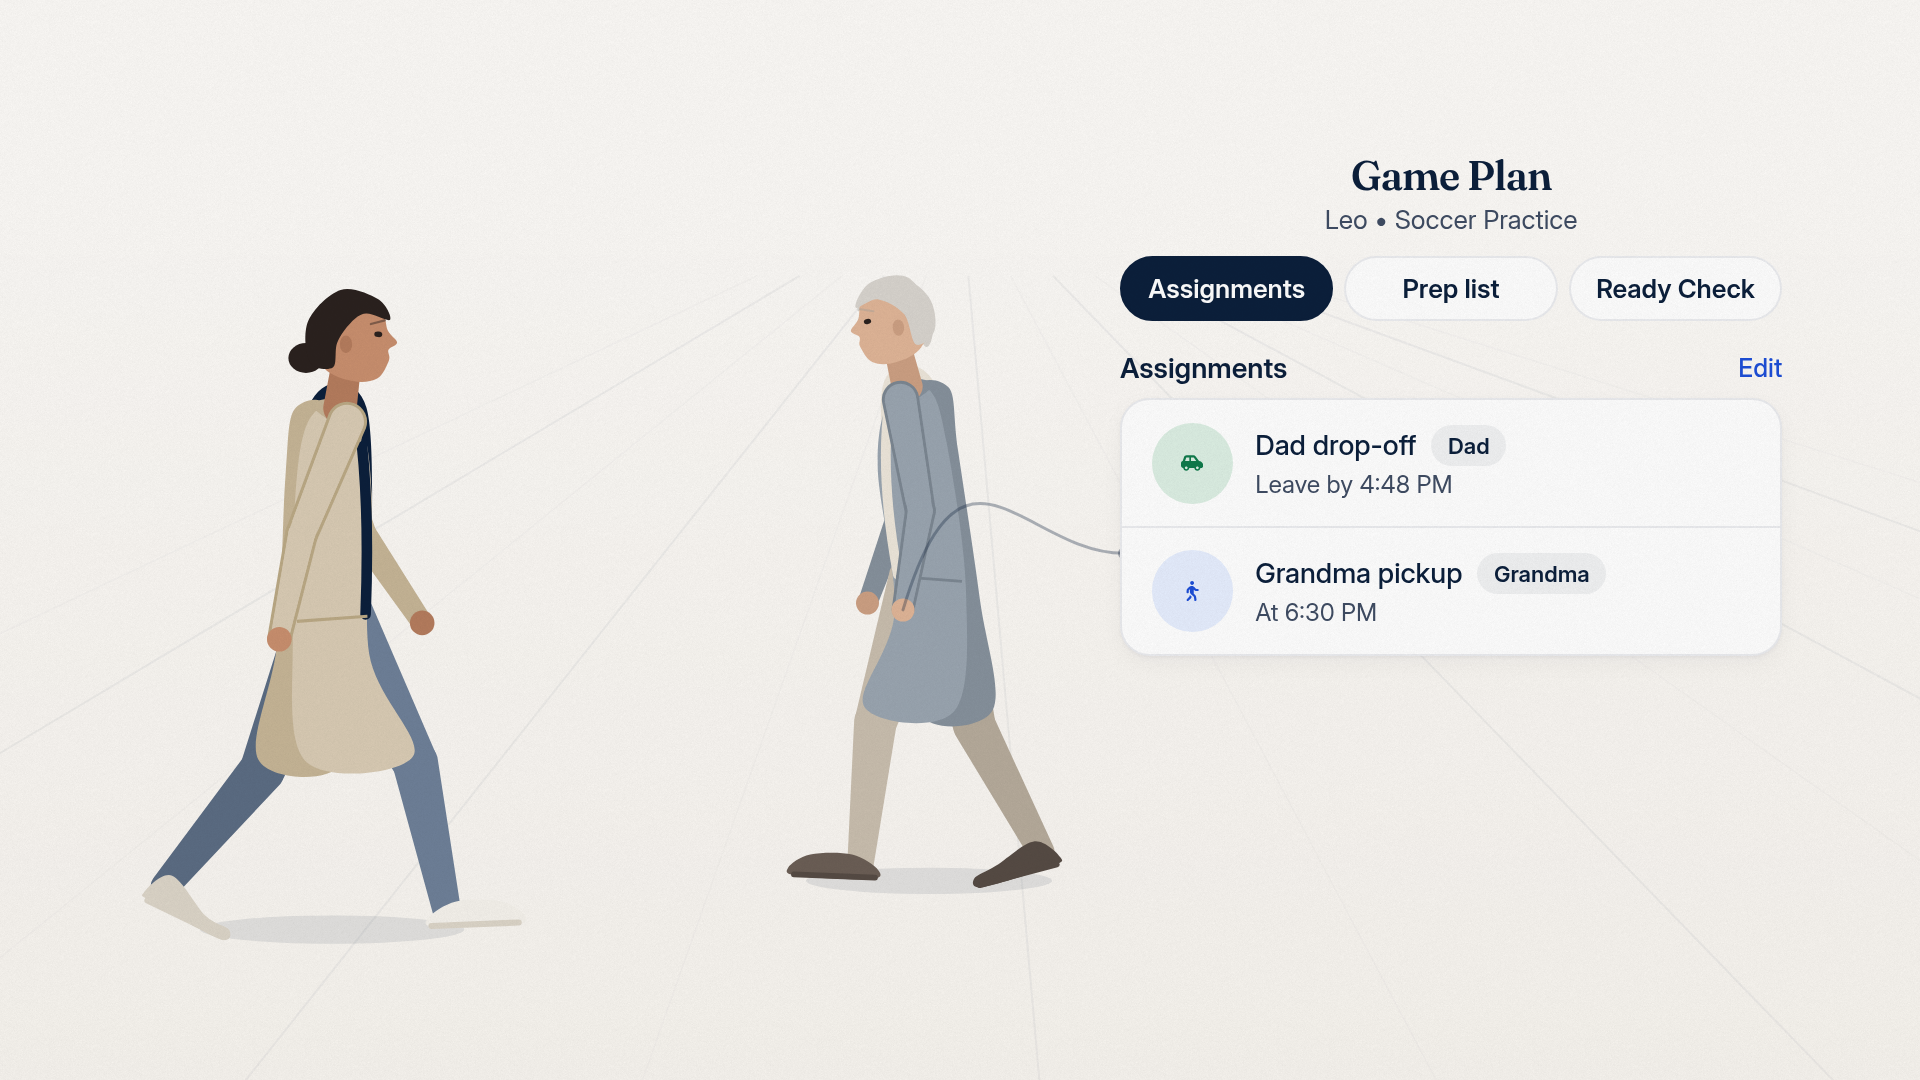 Game Plan
Leo • Soccer Practice
Assignments
Prep list
Ready Check
Assignments
Edit
Dad drop-off
Dad
Leave by 4:48 PM
Grandma pickup
Grandma
At 6:30 PM